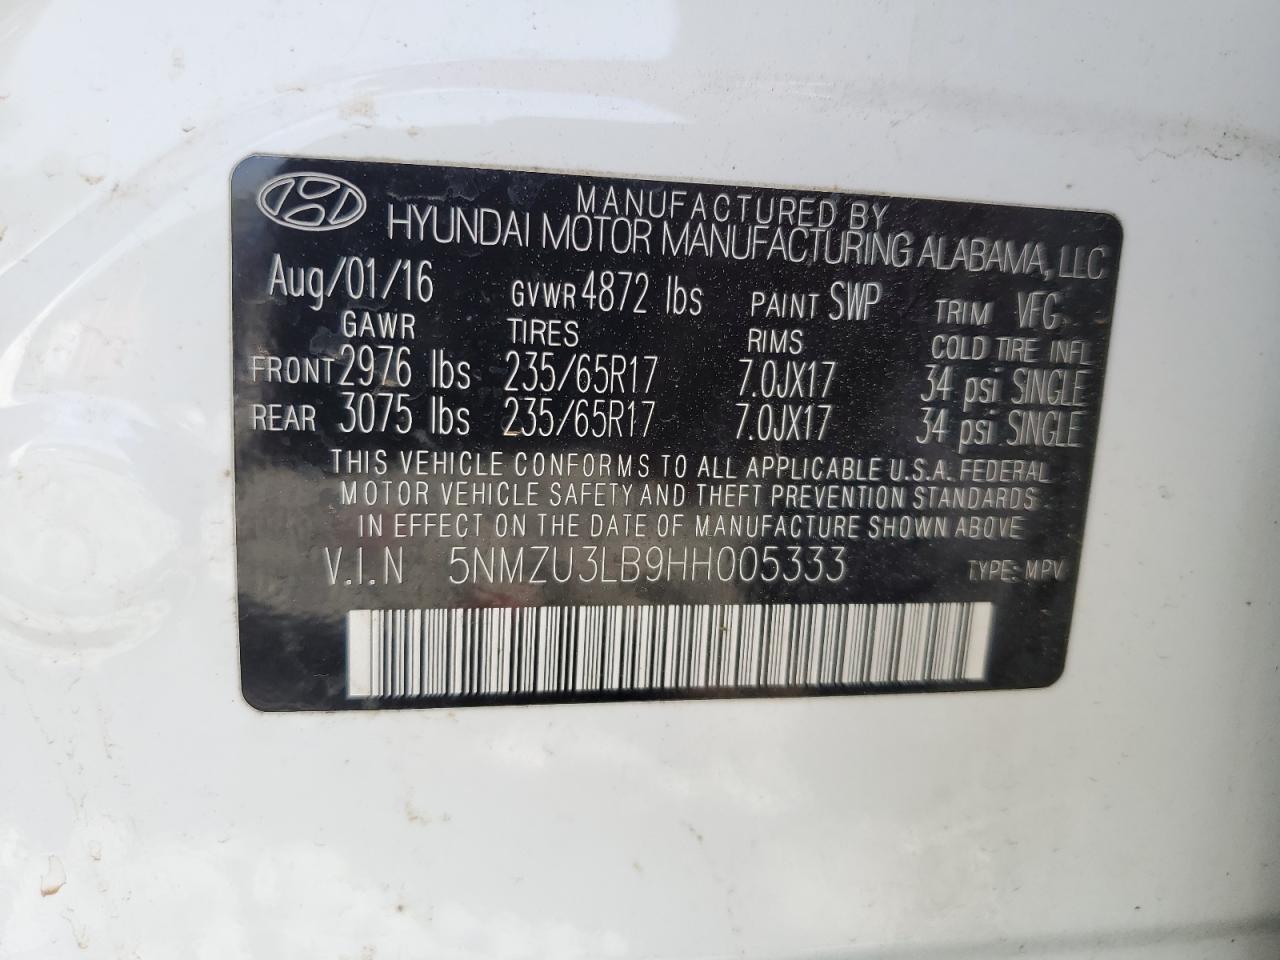 MANUFACTURED BY
HYUNDAI MOTOR MANUFACTURING ALABAMA, LLC
Aug/01/16 GVWR 4872 lbs PAINT SWP TRIM VFG
GAWR TIRES RIMS COLD TIRE INFL
FRONT 2976 lbs 235/65R17 7.0JX17 34 psi SINGLE
REAR 3075 lbs 235/65R17 7.0JX17 34 psi SINGLE
THIS VEHICLE CONFORMS TO ALL APPLICABLE U.S.A. FEDERAL
MOTOR VEHICLE SAFETY AND THEFT PREVENTION STANDARDS
IN EFFECT ON THE DATE OF MANUFACTURE SHOWN ABOVE
V.I.N 5NMZU3LB9HH005333 TYPE: MPV